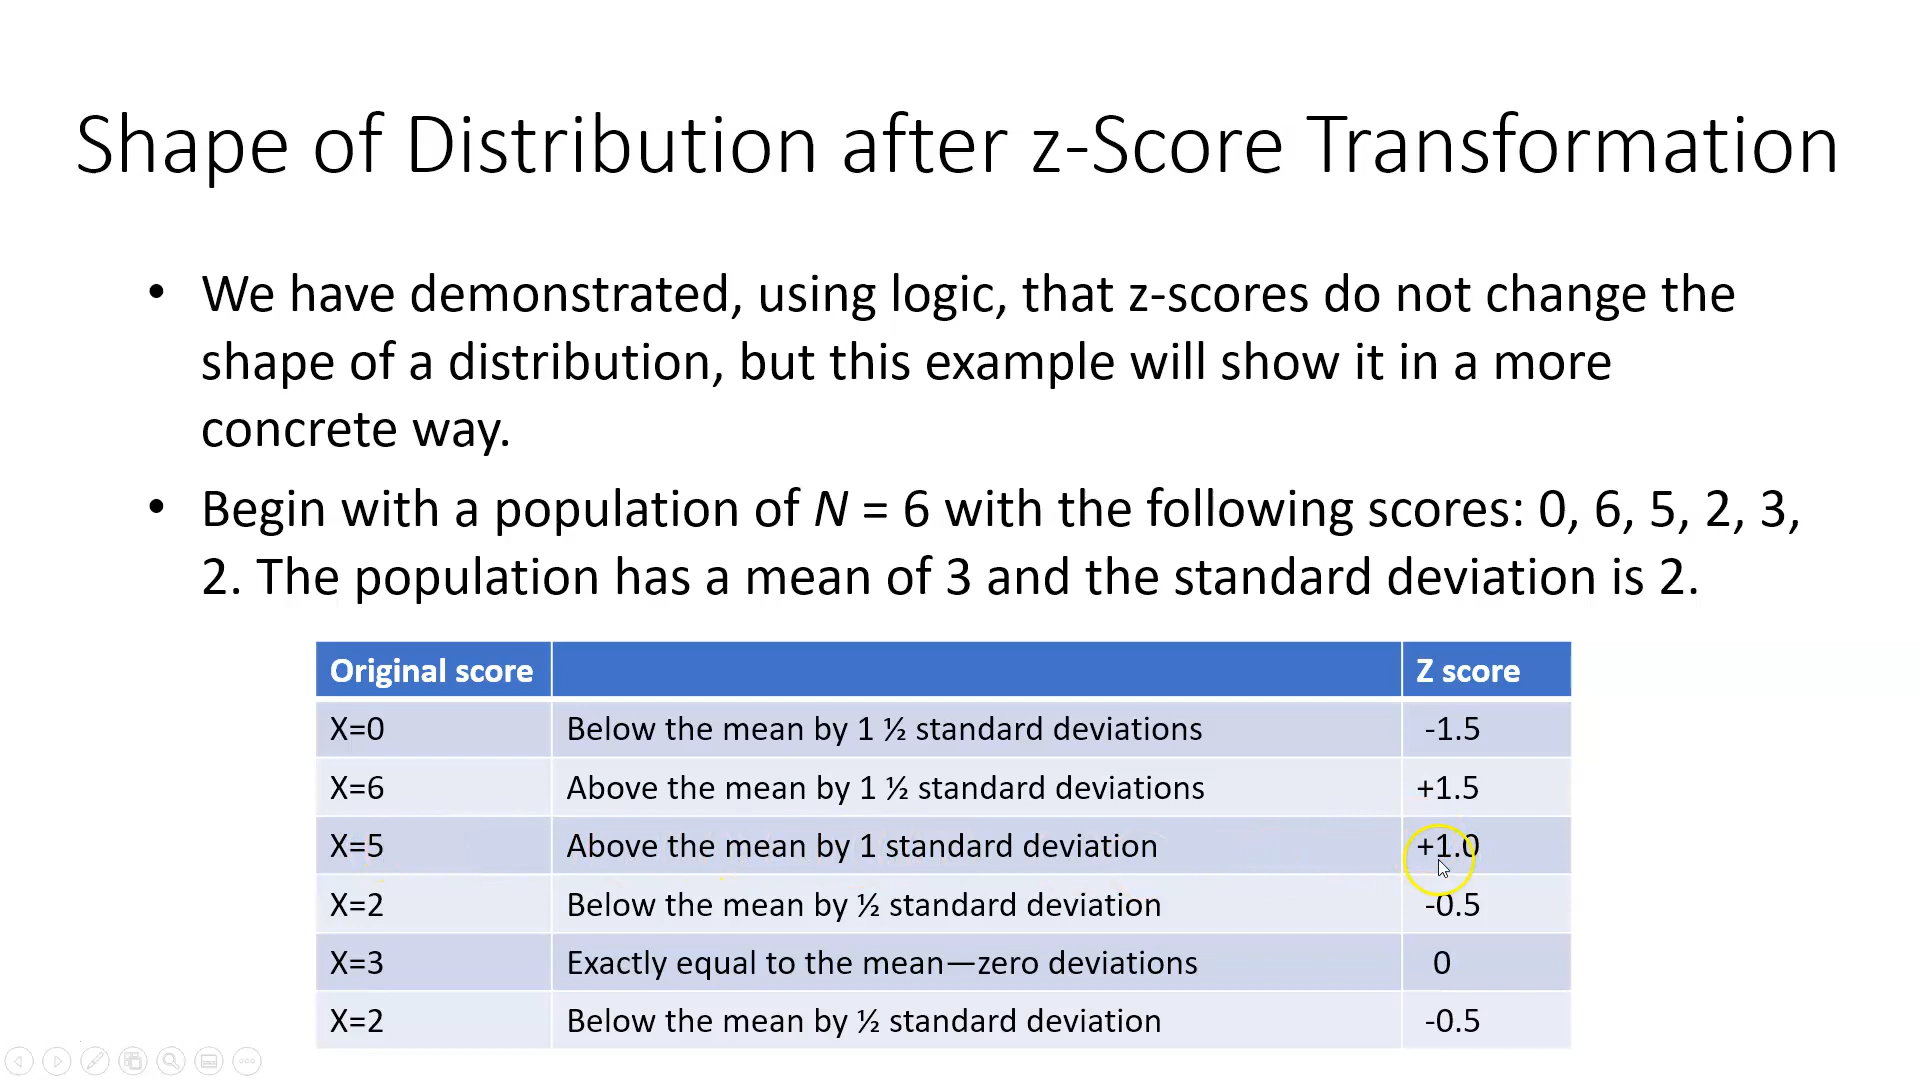 Shape of Distribution after z-Score Transformation
• We have demonstrated, using logic, that z-scores do not change the
shape of a distribution, but this example will show it in a more
concrete way.
• Begin with a population of N = 6 with the following scores: 0, 6, 5, 2, 3,
2. The population has a mean of 3 and the standard deviation is 2.
Original score Z score
X=0 Below the mean by 1 ½ standard deviations -1.5
X=6 Above the mean by 1 ½ standard deviations +1.5
X=5 Above the mean by 1 standard deviation +1.0
X=2 Below the mean by ½ standard deviation -0.5
X=3 Exactly equal to the mean—zero deviations 0
X=2 Below the mean by ½ standard deviation -0.5